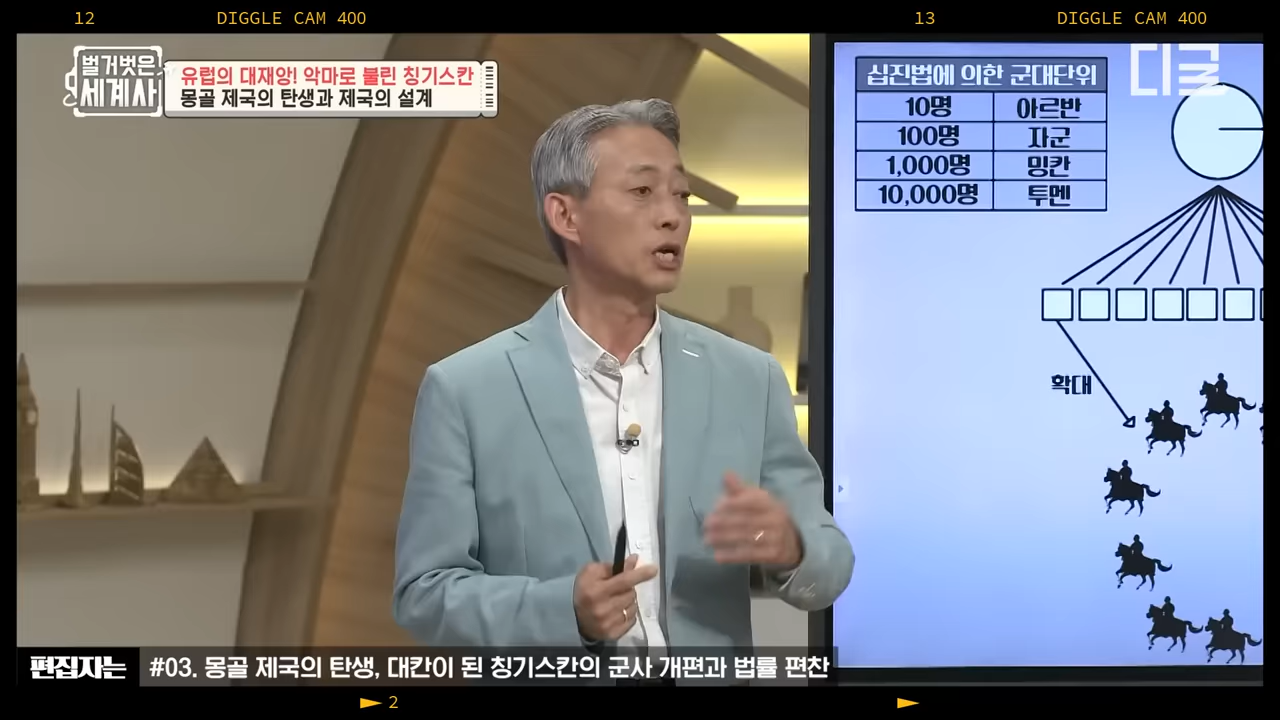 12
DIGGLE CAM 400
13
DIGGLE CAM 400
벌거벗은
세계사
유럽의 대재앙! 악마로 불린 칭기스칸
몽골 제국의 탄생과 제국의 설계
디글
십진법에 의한 군대단위
10명 아르반
100명 자군
1,000명 밍칸
10,000명 투멘
확대
편집자는
#03. 몽골 제국의 탄생, 대칸이 된 칭기스칸의 군사 개편과 법률 편찬
2